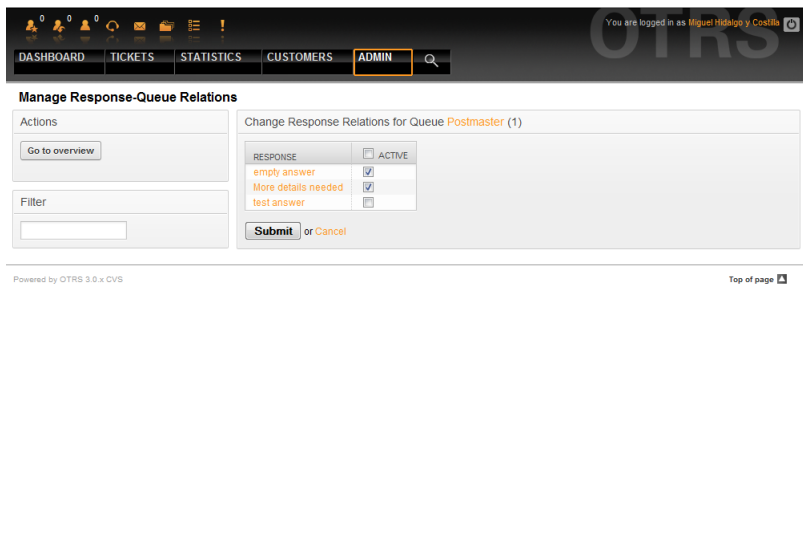 OTRS
0 0 0
You are logged in as Miguel Hidalgo y Costilla
DASHBOARD TICKETS STATISTICS CUSTOMERS ADMIN
Manage Response-Queue Relations
Actions
Go to overview
Filter
Change Response Relations for Queue Postmaster (1)
RESPONSE ACTIVE
empty answer
More details needed
test answer
Submit or Cancel
Powered by OTRS 3.0.x CVS
Top of page